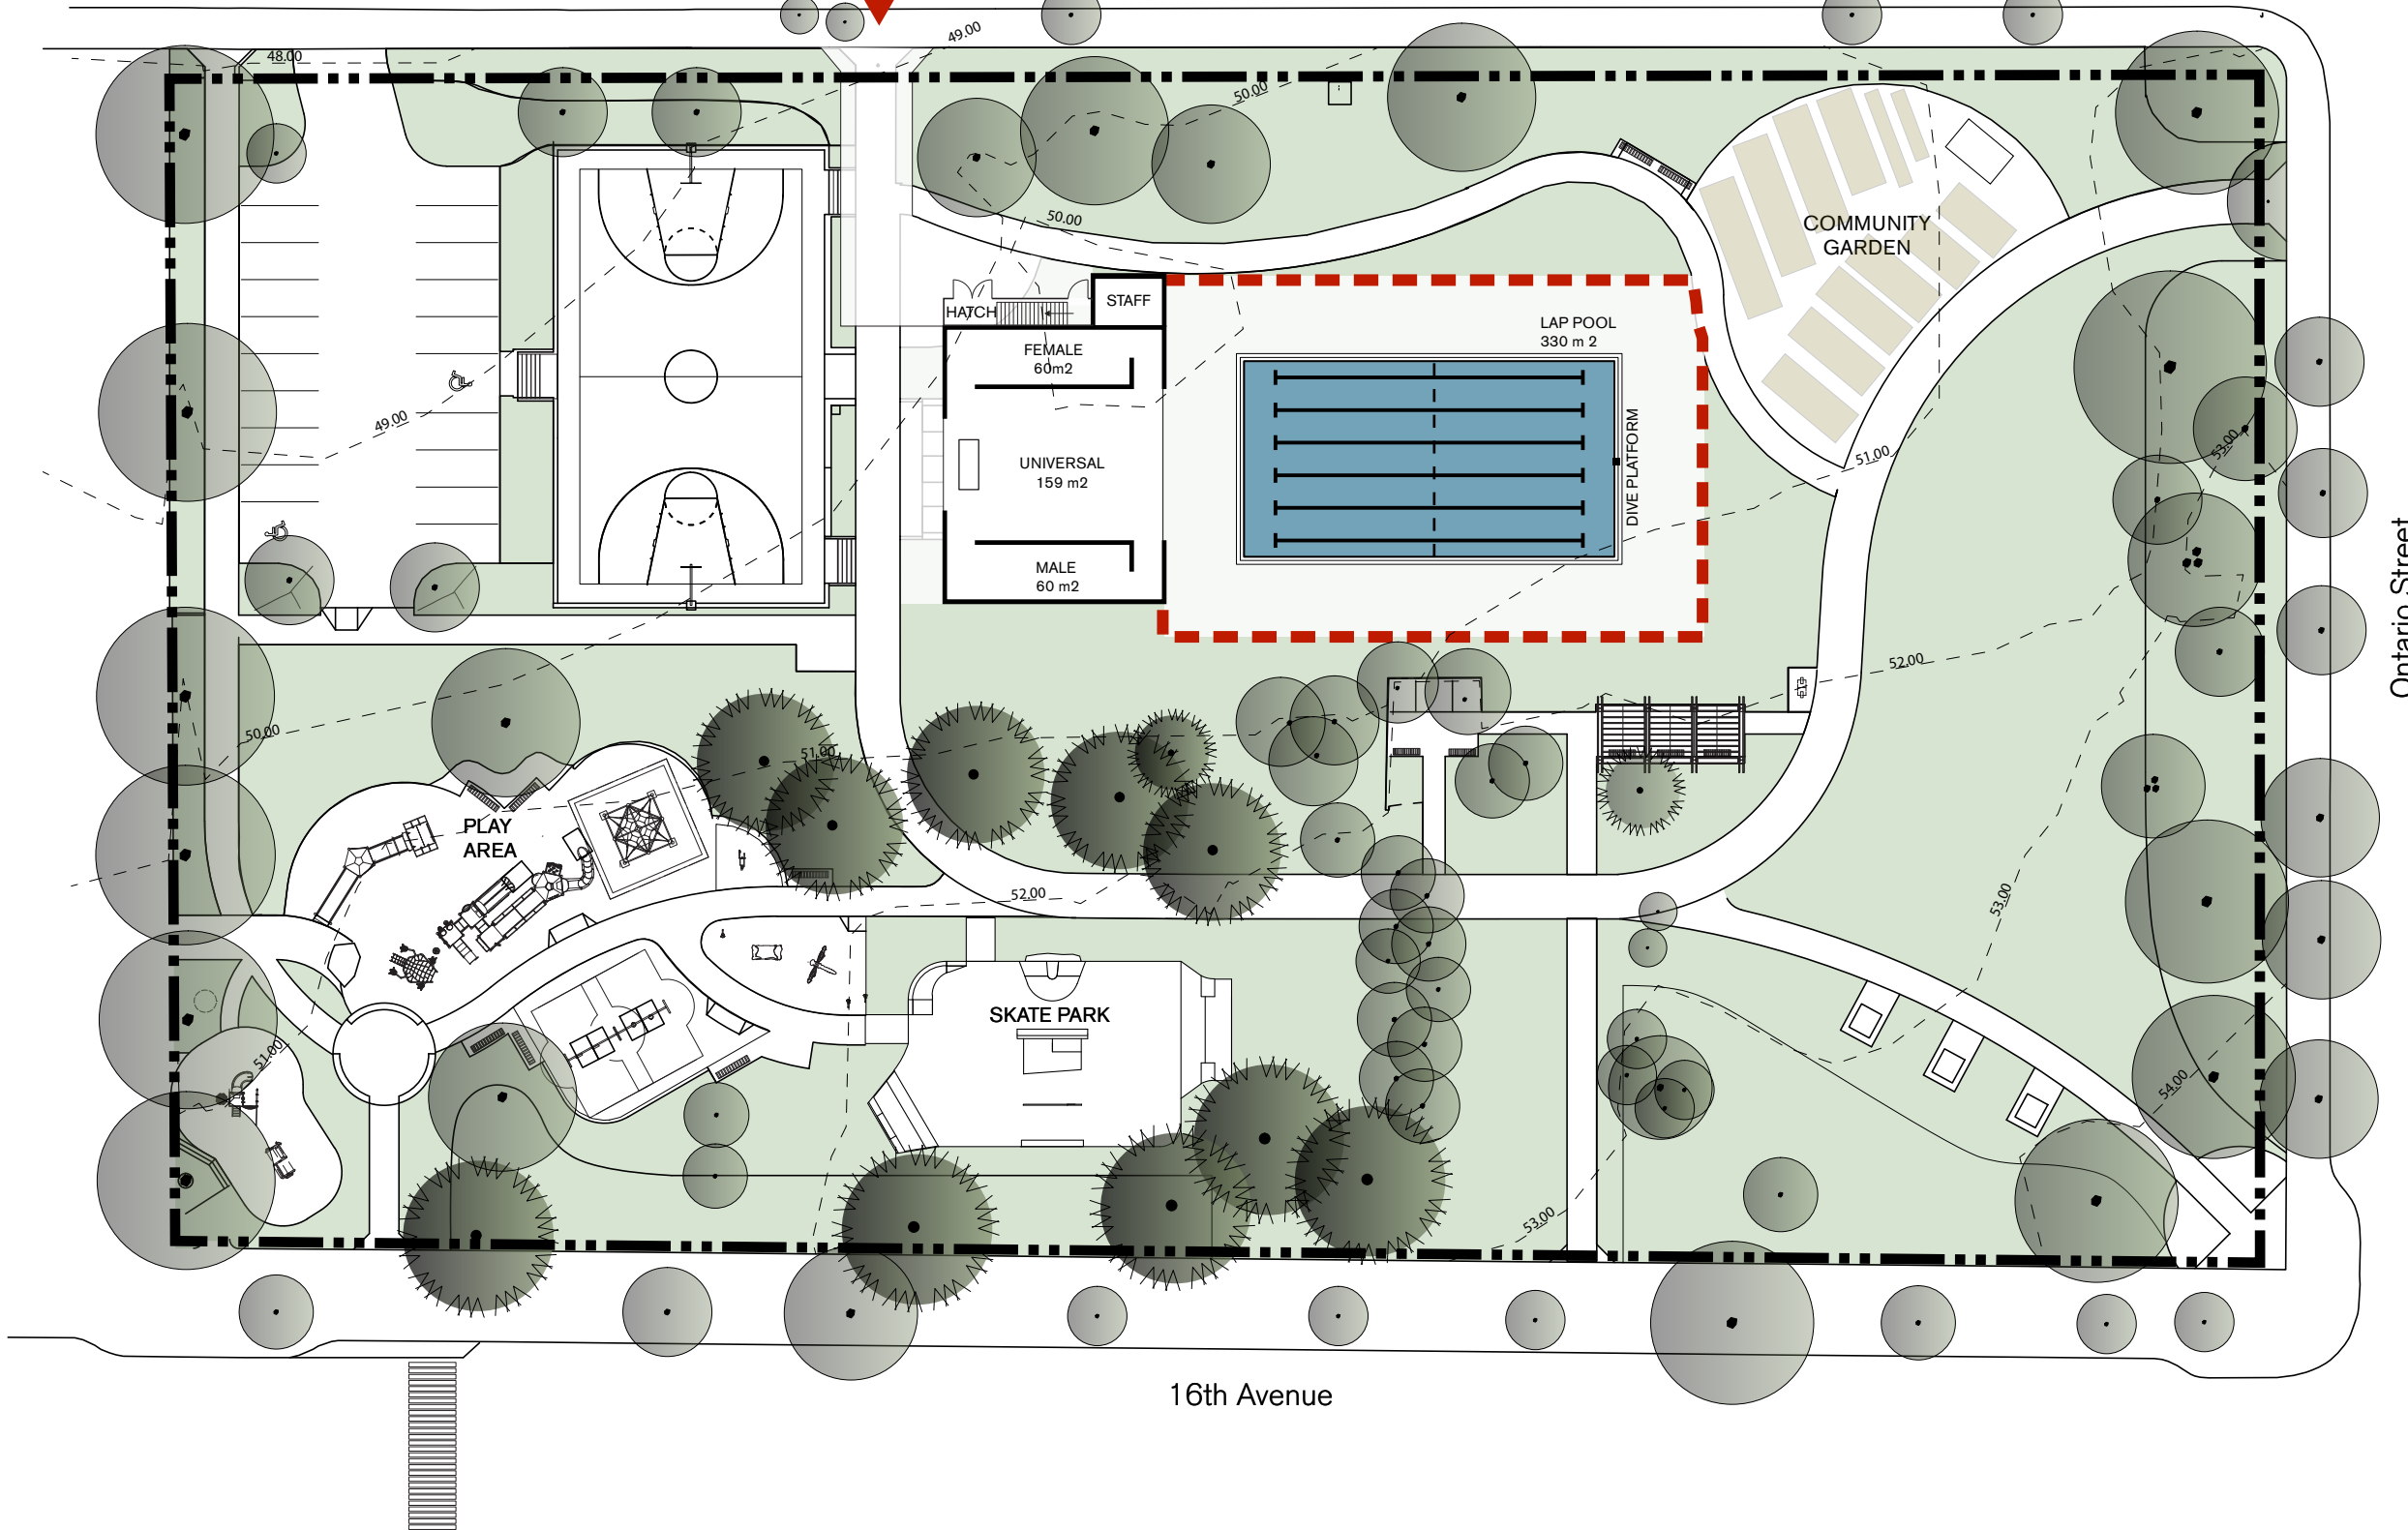 49.00
48.00
50.00
50.00
COMMUNITY
GARDEN
STAFF
HATCH
LAP POOL
330 m 2
FEMALE
60m2
DIVE PLATFORM
49.00
UNIVERSAL
159 m2
51.00
53.00
MALE
60 m2
Ontario Street
52.00
50.00
51.00
PLAY
AREA
52.00
53.00
SKATE PARK
51.00
54.00
53.00
16th Avenue